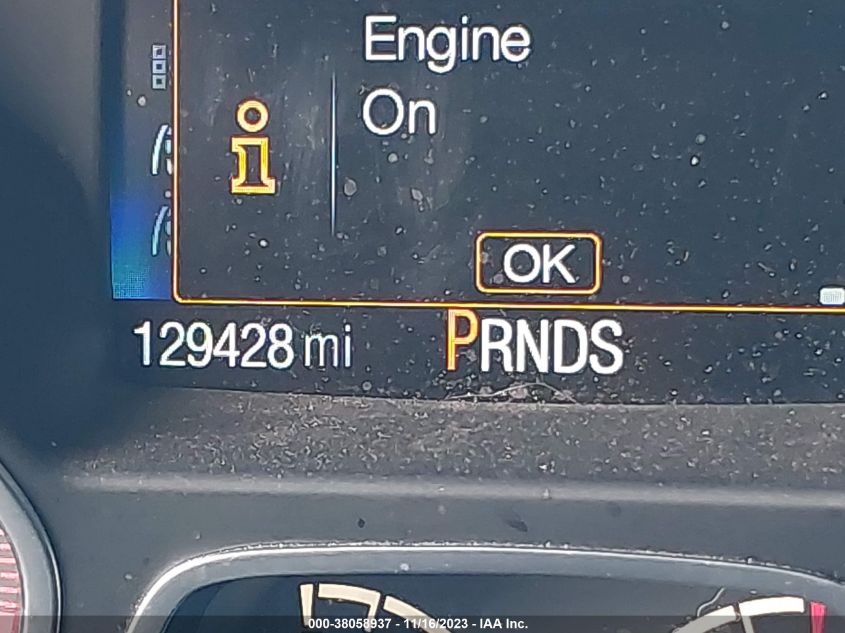 Engine
On
i
OK
129428 mi PRNDS
000-38058937 - 11/16/2023 - IAA Inc.